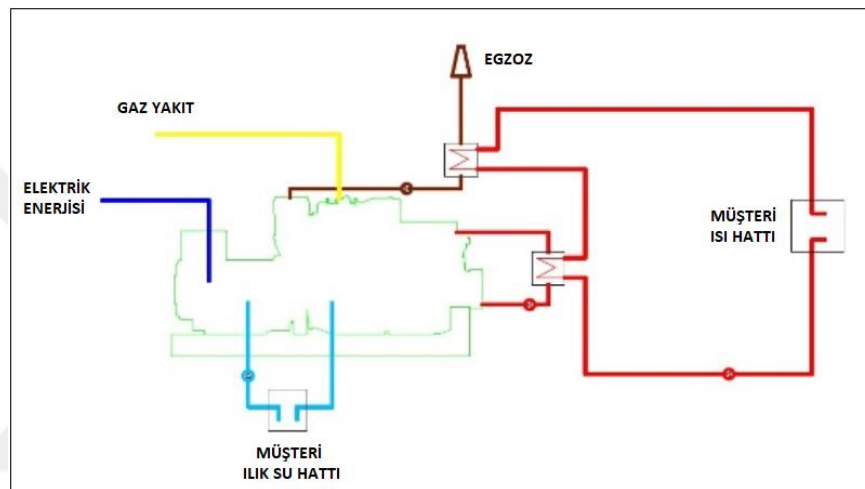 EGZOZ
GAZ YAKIT
ELEKTRİK
ENERJİSİ
MÜŞTERİ
ISI HATTI
MÜŞTERİ
ILIK SU HATTI